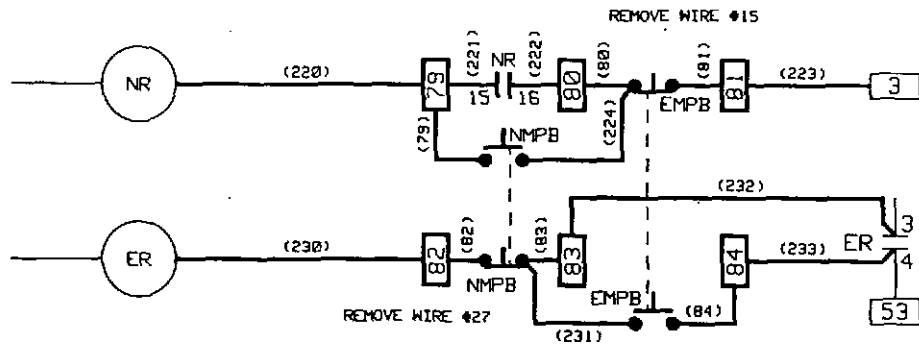 REMOVE WIRE #15
(220)
(221)
NR
(222)
(80)
(81)
(223)
NR
79
15
16
80
EMPB
81
3
(79)
NMPB
(224)
(232)
(230)
(82)
(83)
3
ER
82
83
84
(233)
ER
4
NMPB
EMPB
53
REMOVE WIRE #27
(231)
(84)